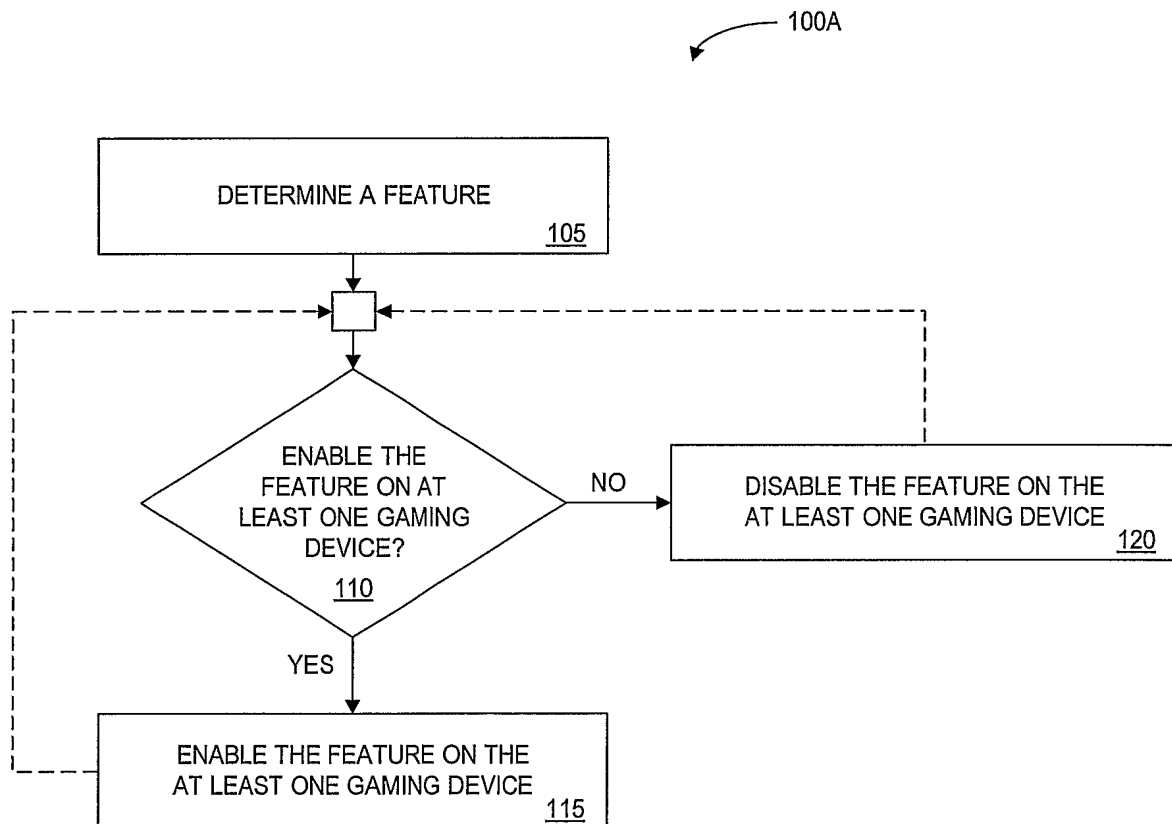 100A
DETERMINE A FEATURE
105
ENABLE THE
FEATURE ON AT
LEAST ONE GAMING
DEVICE?
110
NO
DISABLE THE FEATURE ON THE
AT LEAST ONE GAMING DEVICE
120
YES
ENABLE THE FEATURE ON THE
AT LEAST ONE GAMING DEVICE
115